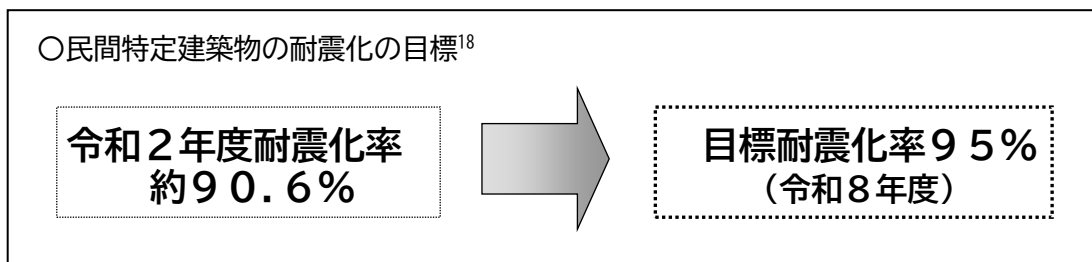 〇民間特定建築物の耐震化の目標18
令和２年度耐震化率
約９０．６％
目標耐震化率９５％
（令和８年度）